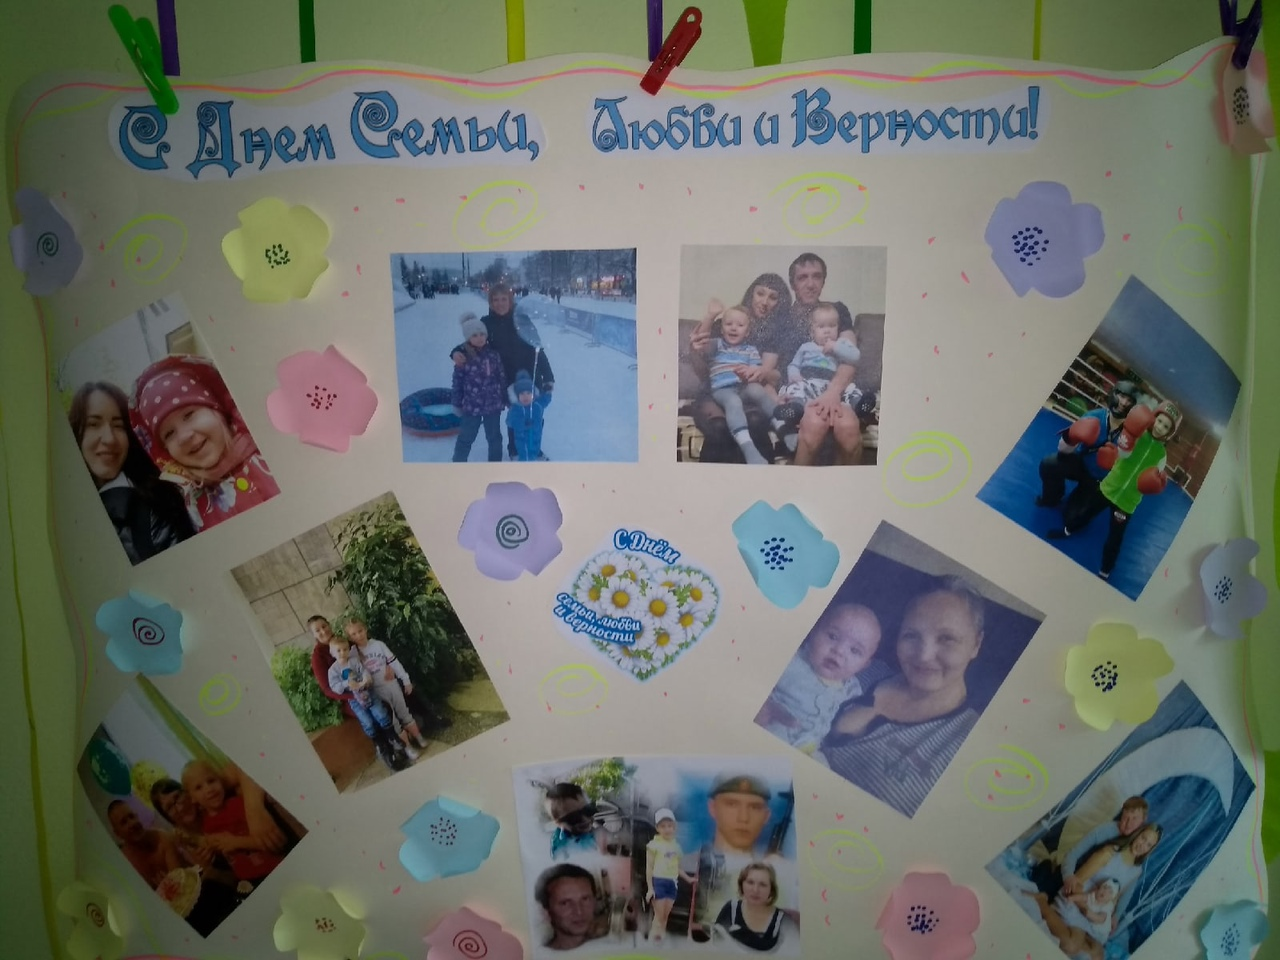 С Днем Семьи, Любви и Верности!
С Днём
семьи, любви
и верности